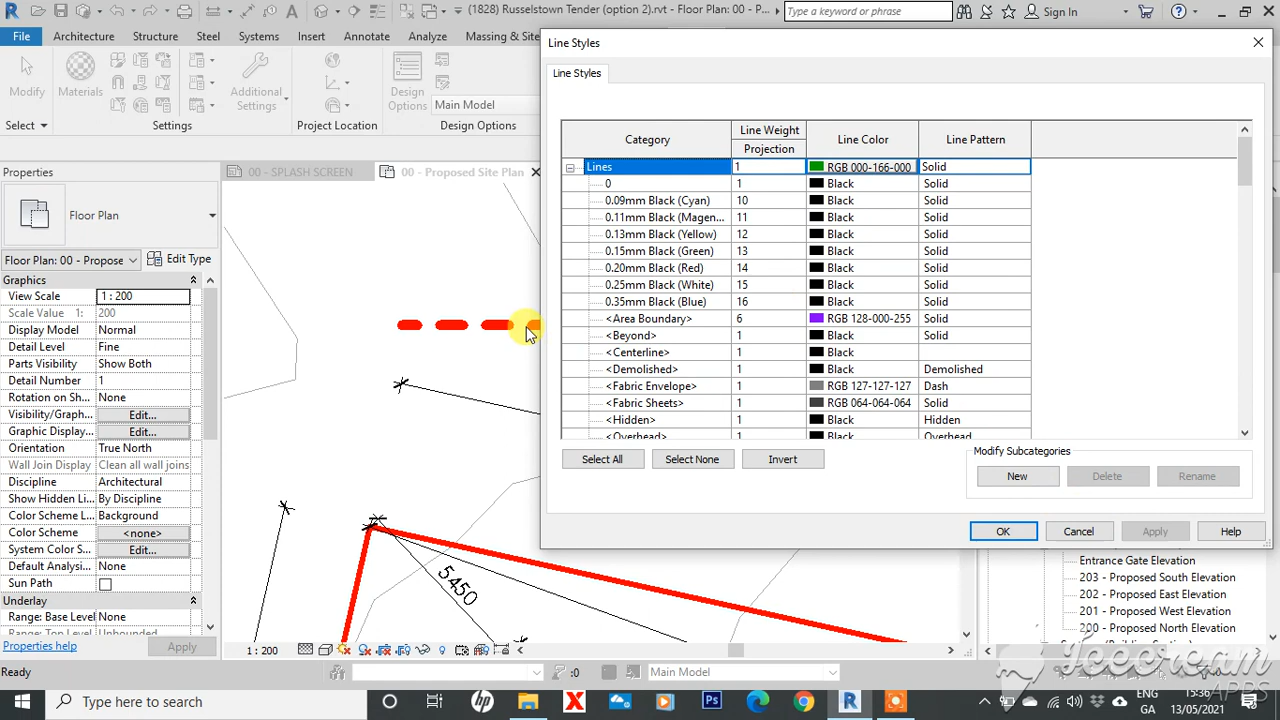 (1828) Russelstown Tender (option 2).rvt - Floor Plan: 00 - P...
Type a keyword or phrase
Sign In
File Architecture Structure Steel Systems Insert Annotate Analyze Massing & Site
Modify
Materials
Additional
Settings
Design
Options
Main Model
Select
Settings
Project Location
Design Options
Properties
Floor Plan
Floor Plan: 00 - Propose
Edit Type
Graphics
View Scale 1 : 200
Scale Value 1: 200
Display Model Normal
Detail Level Fine
Parts Visibility Show Both
Detail Number 1
Rotation on Sh... None
Visibility/Graph... Edit...
Graphic Display... Edit...
Orientation True North
Wall Join Display Clean all wall joins
Discipline Architectural
Show Hidden Li... By Discipline
Color Scheme ... Background
Color Scheme <none>
System Color S... Edit...
Default Analysi... None
Sun Path
Underlay
Range: Base Level None
Range: Top Level Unbounded
Properties help
Apply
00 - SPLASH SCREEN
00 - Proposed Site Plan
5450
1 : 200
Line Styles
Line Styles
Category
Line Weight
Projection
Line Color
Line Pattern
Lines 1 RGB 000-166-000 Solid
0 1 Black Solid
0.09mm Black (Cyan) 10 Black Solid
0.11mm Black (Magen... 11 Black Solid
0.13mm Black (Yellow) 12 Black Solid
0.15mm Black (Green) 13 Black Solid
0.20mm Black (Red) 14 Black Solid
0.25mm Black (White) 15 Black Solid
0.35mm Black (Blue) 16 Black Solid
<Area Boundary> 6 RGB 128-000-255 Solid
<Beyond> 1 Black Solid
<Centerline> 1 Black
<Demolished> 1 Black Demolished
<Fabric Envelope> 1 RGB 127-127-127 Dash
<Fabric Sheets> 1 RGB 064-064-064 Solid
<Hidden> 1 Black Hidden
<Overhead> 1 Black Overhead
Select All
Select None
Invert
Modify Subcategories
New
Delete
Rename
OK
Cancel
Apply
Help
Entrance Gate Elevation
203 - Proposed South Elevation
202 - Proposed East Elevation
201 - Proposed West Elevation
200 - Proposed North Elevation
Ready
:0
Main Model
Icecream
APPS
Type here to search
ENG
GA
15:36
13/05/2021